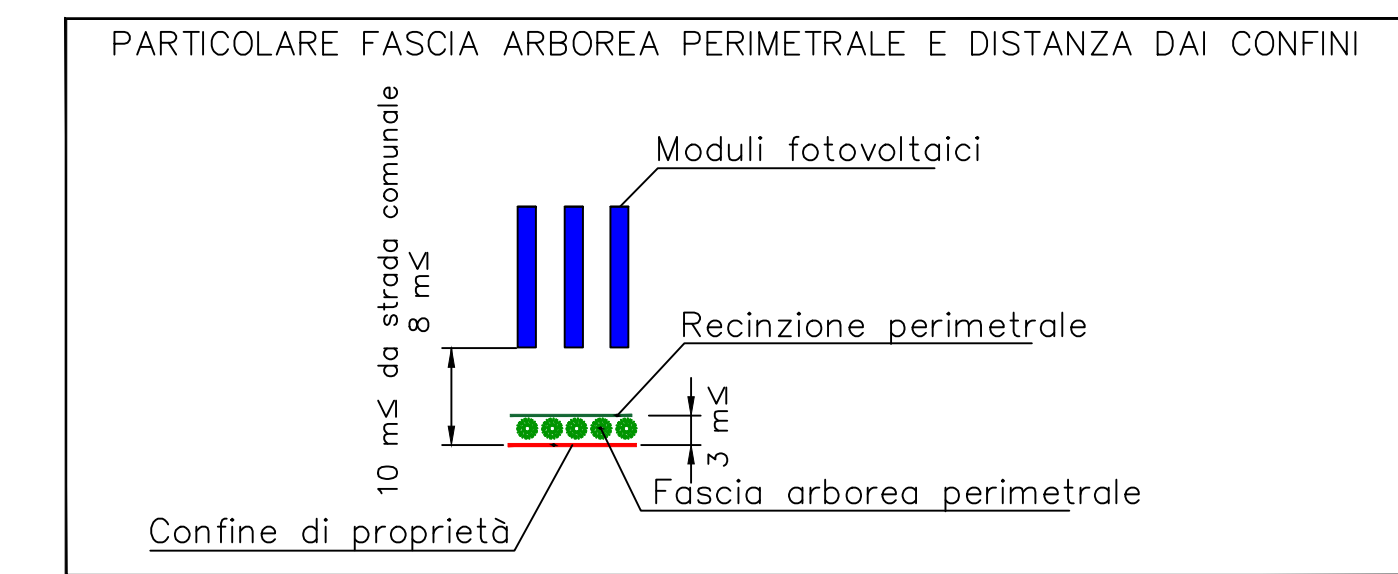 PARTICOLARE FASCIA ARBOREA PERIMETRALE E DISTANZA DAI CONFINI
10 m≤ da strada comunale
8 m≤
Moduli fotovoltaici
Recinzione perimetrale
3 m≤
Fascia arborea perimetrale
Confine di proprietà